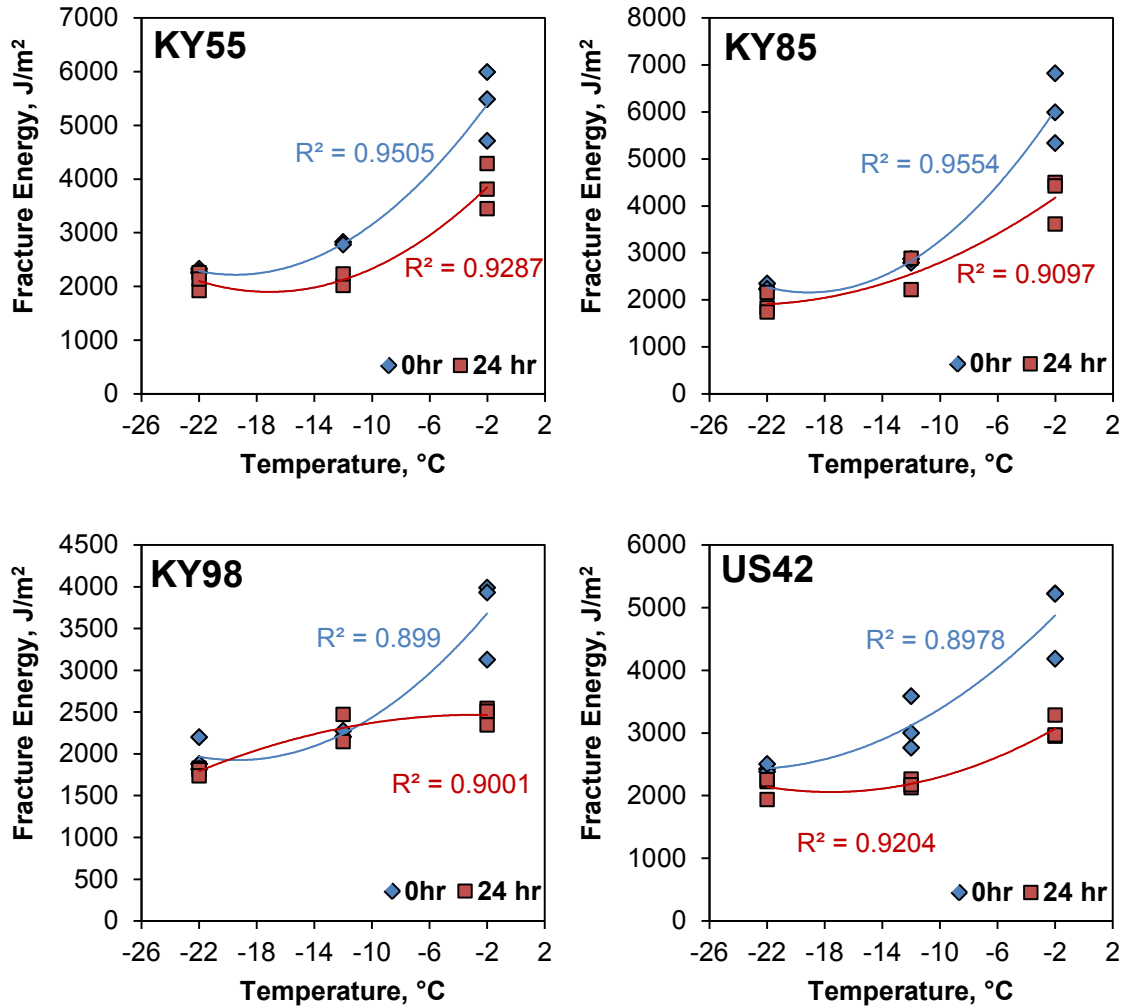 KY55
Fracture Energy, J/m²
7000
6000
5000
4000
3000
2000
1000
0
R² = 0.9505
R² = 0.9287
0hr 24 hr
-26 -22 -18 -14 -10 -6 -2 2
Temperature, °C
KY85
Fracture Energy, J/m²
8000
7000
6000
5000
4000
3000
2000
1000
0
R² = 0.9554
R² = 0.9097
0hr 24 hr
-26 -22 -18 -14 -10 -6 -2 2
Temperature, °C
KY98
Fracture Energy, J/m²
4500
4000
3500
3000
2500
2000
1500
1000
500
0
R² = 0.899
R² = 0.9001
0hr 24 hr
-26 -22 -18 -14 -10 -6 -2 2
Temperature, °C
US42
Fracture Energy, J/m²
6000
5000
4000
3000
2000
1000
0
R² = 0.8978
R² = 0.9204
0hr 24 hr
-26 -22 -18 -14 -10 -6 -2 2
Temperature, °C